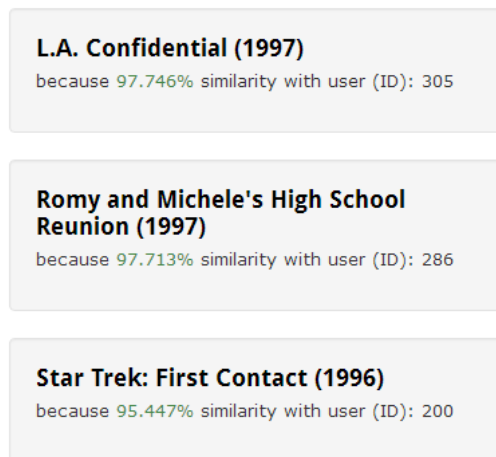 L.A. Confidential (1997)
because 97.746% similarity with user (ID): 305
Romy and Michele's High School
Reunion (1997)
because 97.713% similarity with user (ID): 286
Star Trek: First Contact (1996)
because 95.447% similarity with user (ID): 200